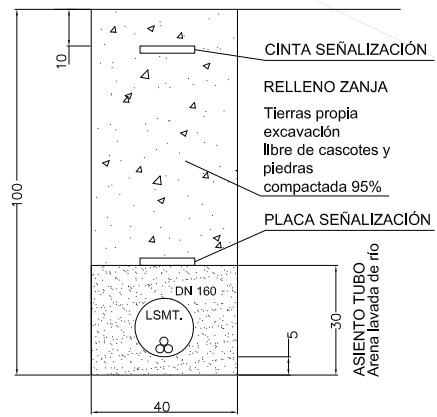 10
CINTA SEÑALIZACIÓN
RELLENO ZANJA
Tierras propia
excavación
libre de cascotes y
piedras
compactada 95%
100
PLACA SEÑALIZACIÓN
DN 160
LSMT.
5
30
ASIENTO TUBO
Arena lavada de río
40